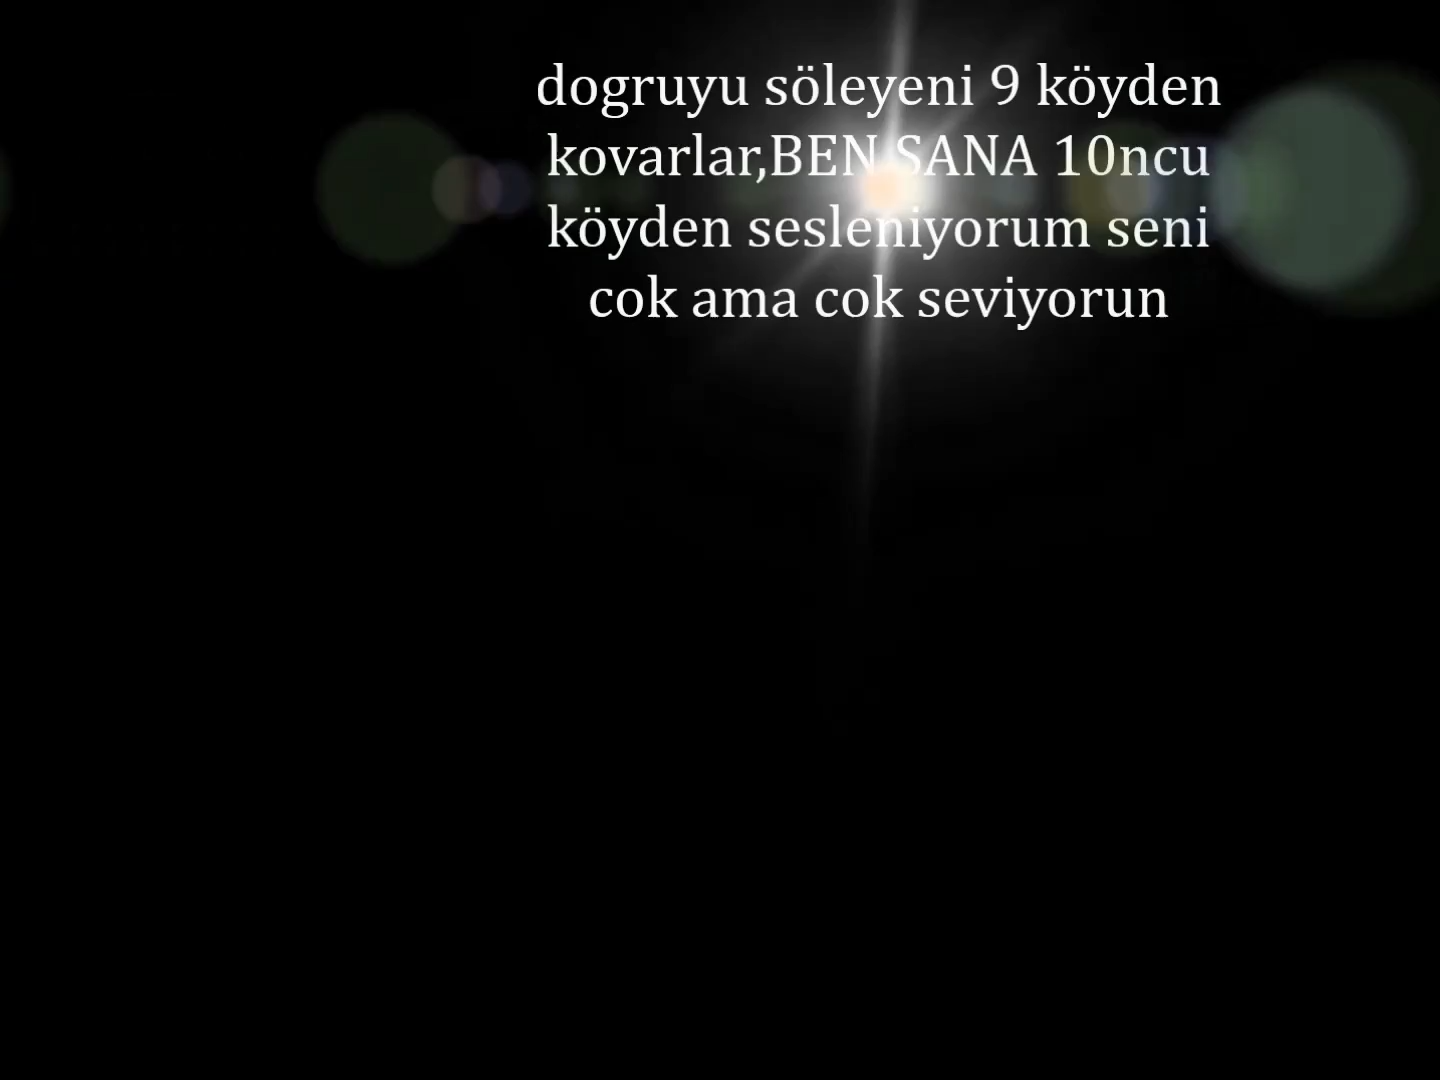 dogruyu söleyeni 9 köyden
kovarlar,BEN SANA 10ncu
köyden sesleniyorum seni
cok ama cok seviyorun